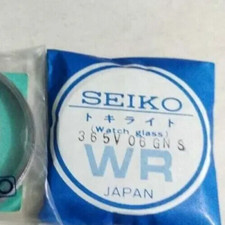 SEIKO
トキライト
(Watch glass)
365V06GNS
WR
JAPAN